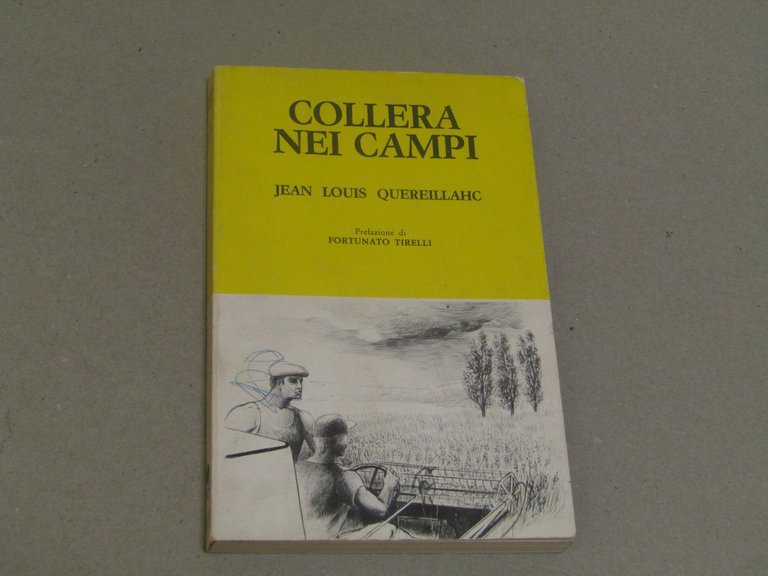 COLLERA
NEI CAMPI
JEAN LOUIS QUEREILLAHC
Prefazione di
FORTUNATO TIRELLI